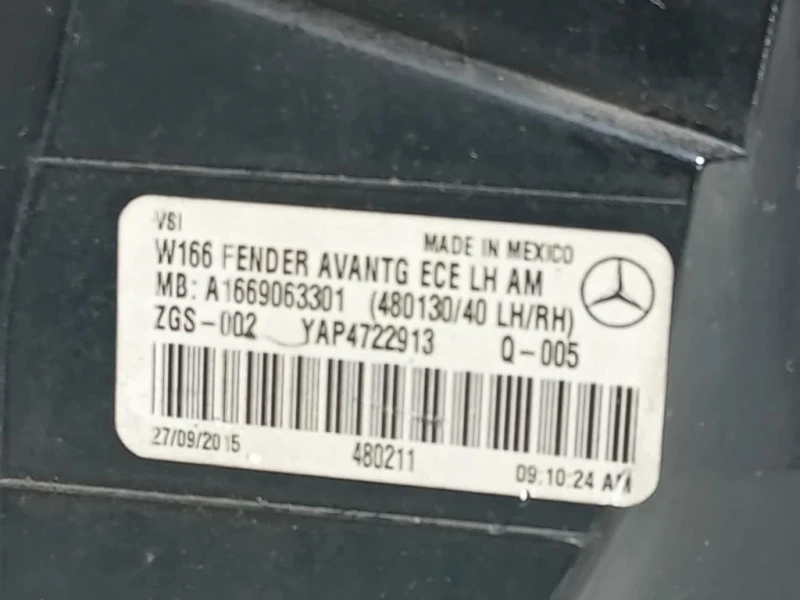 VSI MADE IN MEXICO
W166 FENDER AVANTG ECE LH AM
MB: A1669063301 (480130/40 LH/RH)
ZGS-002 YAP4722913 Q-005
27/09/2015 480211 09:10:24 AM